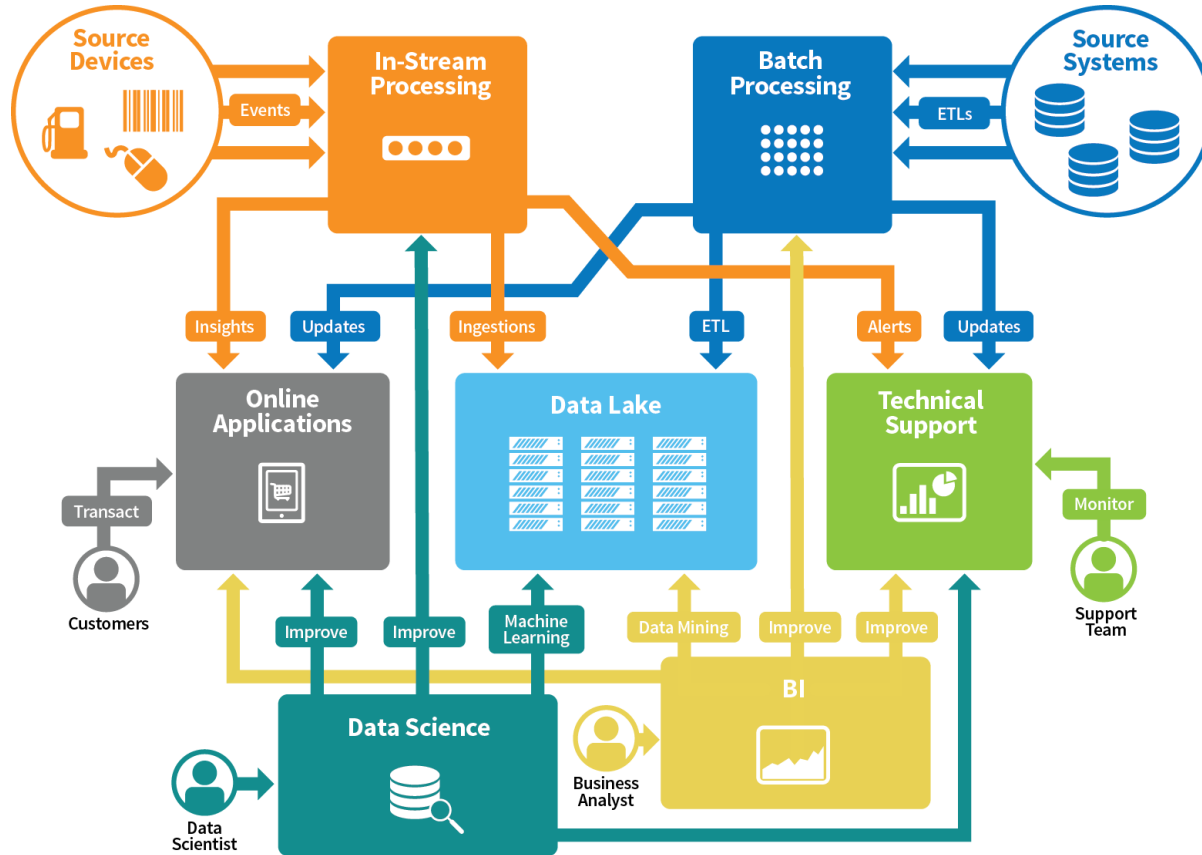 Source
Devices
Events
In-Stream
Processing
Batch
Processing
ETLs
Source
Systems
Insights
Updates
Ingestions
ETL
Alerts
Updates
Online
Applications
Data Lake
Technical
Support
Transact
Customers
Monitor
Support
Team
Improve
Improve
Machine
Learning
Data Mining
Improve
Improve
Data Science
BI
Business
Analyst
Data
Scientist